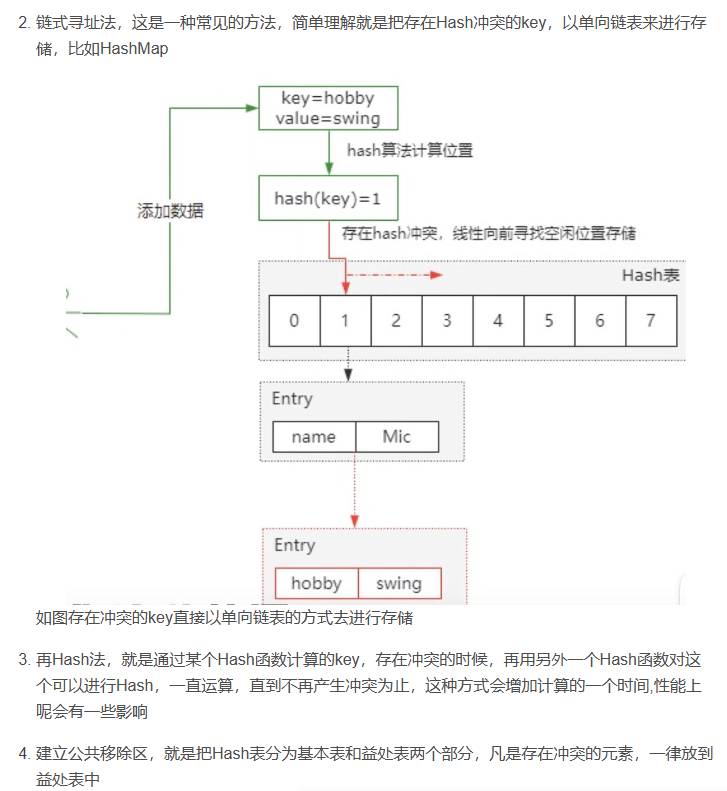 2. 链式寻址法，这是一种常见的方法，简单理解就是把存在Hash冲突的key，以单向链表来进行存
储，比如HashMap
key=hobby
value=swing
hash算法计算位置
添加数据
hash(key)=1
存在hash冲突，线性向前寻找空闲位置存储
Hash表
0 1 2 3 4 5 6 7
Entry
name Mic
Entry
hobby swing
如图存在冲突的key直接以单向链表的方式去进行存储
3. 再Hash法，就是通过某个Hash函数计算的key，存在冲突的时候，再用另外一个Hash函数对这
个可以进行Hash，一直运算，直到不再产生冲突为止，这种方式会增加计算的一个时间,性能上
呢会有一些影响
4. 建立公共移除区，就是把Hash表分为基本表和益处表两个部分，凡是存在冲突的元素，一律放到
益处表中